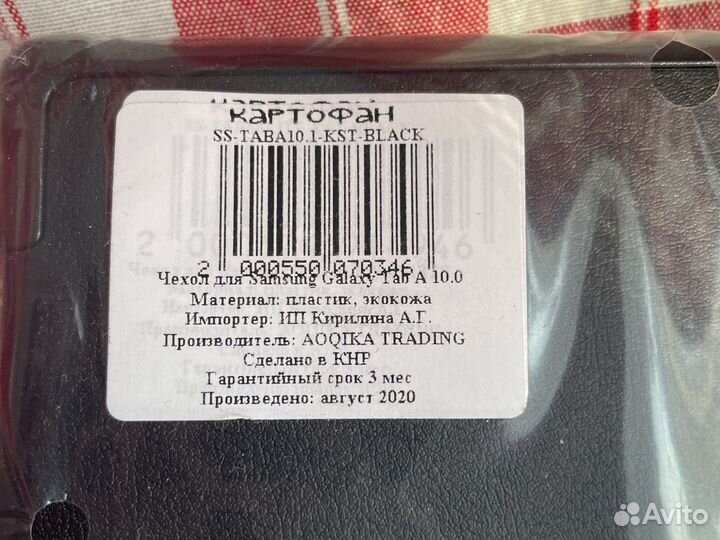 картофан
картофан
SS-TABA10.1-KST-BLACK
2 000550 070346
Чехол для Samsung Galaxy Tab A 10.0
Материал: пластик, экокожа
Импортер: ИП Кирилина А.Г.
Производитель: AOQIKA TRADING
Сделано в КНР
Гарантийный срок 3 мес
Произведено: август 2020
Avito